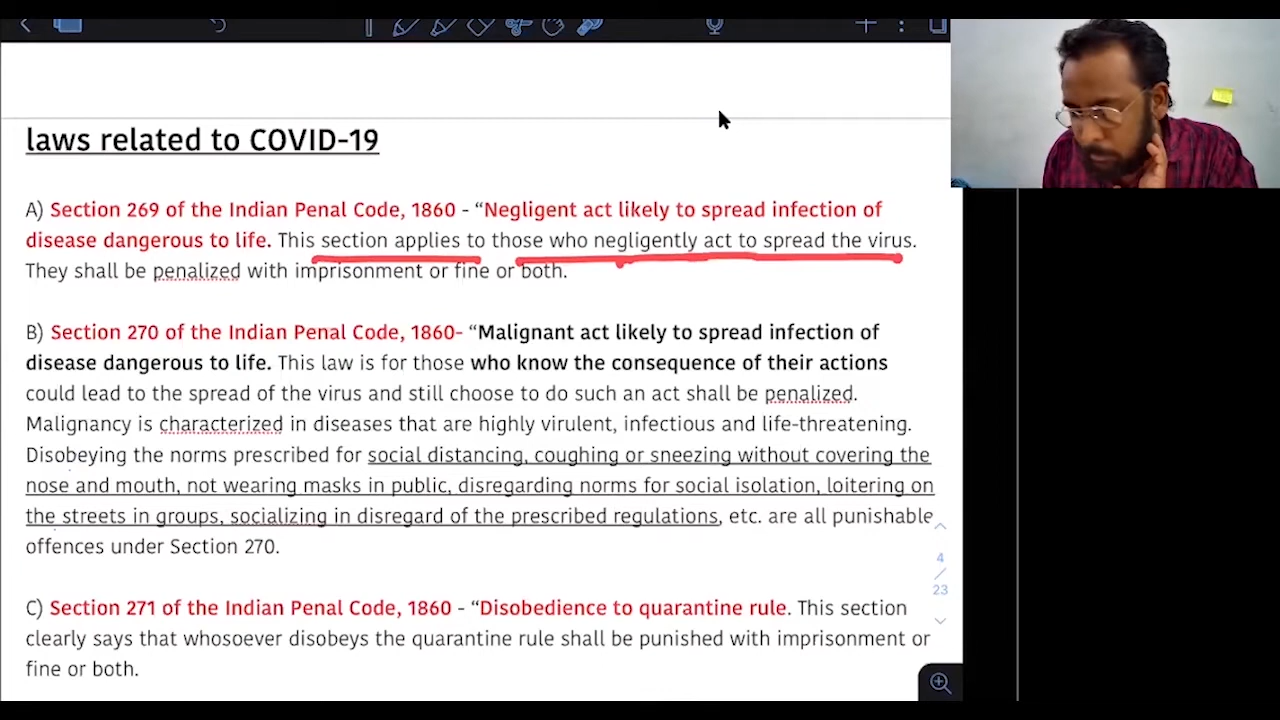 laws related to COVID-19
A) Section 269 of the Indian Penal Code, 1860 - “Negligent act likely to spread infection of
disease dangerous to life. This section applies to those who negligently act to spread the virus.
They shall be penalized with imprisonment or fine or both.
B) Section 270 of the Indian Penal Code, 1860- “Malignant act likely to spread infection of
disease dangerous to life. This law is for those who know the consequence of their actions
could lead to the spread of the virus and still choose to do such an act shall be penalized.
Malignancy is characterized in diseases that are highly virulent, infectious and life-threatening.
Disobeying the norms prescribed for social distancing, coughing or sneezing without covering the
nose and mouth, not wearing masks in public, disregarding norms for social isolation, loitering on
the streets in groups, socializing in disregard of the prescribed regulations, etc. are all punishable
offences under Section 270.
4
/
23
C) Section 271 of the Indian Penal Code, 1860 - “Disobedience to quarantine rule. This section
clearly says that whosoever disobeys the quarantine rule shall be punished with imprisonment or
fine or both.